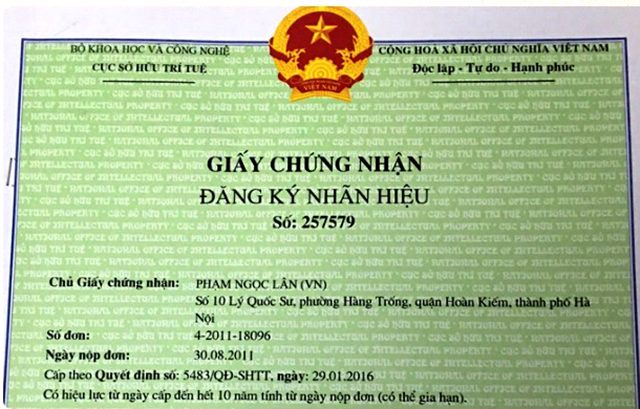 BỘ KHOA HỌC VÀ CÔNG NGHỆ
CỤC SỞ HỮU TRÍ TUỆ
CỘNG HOÀ XÃ HỘI CHỦ NGHĨA VIỆT NAM
Độc lập - Tự do - Hạnh phúc
VIỆT NAM
GIẤY CHỨNG NHẬN
ĐĂNG KÝ NHÃN HIỆU
Số: 257579
Chủ Giấy chứng nhận: PHẠM NGỌC LÂN (VN)
Số 10 Lý Quốc Sư, phường Hàng Trống, quận Hoàn Kiếm, thành phố Hà
Nội
Số đơn: 4-2011-18096
Ngày nộp đơn: 30.08.2011
Cấp theo Quyết định số: 5483/QĐ-SHTT, ngày: 29.01.2016
Có hiệu lực từ ngày cấp đến hết 10 năm tính từ ngày nộp đơn (có thể gia hạn).